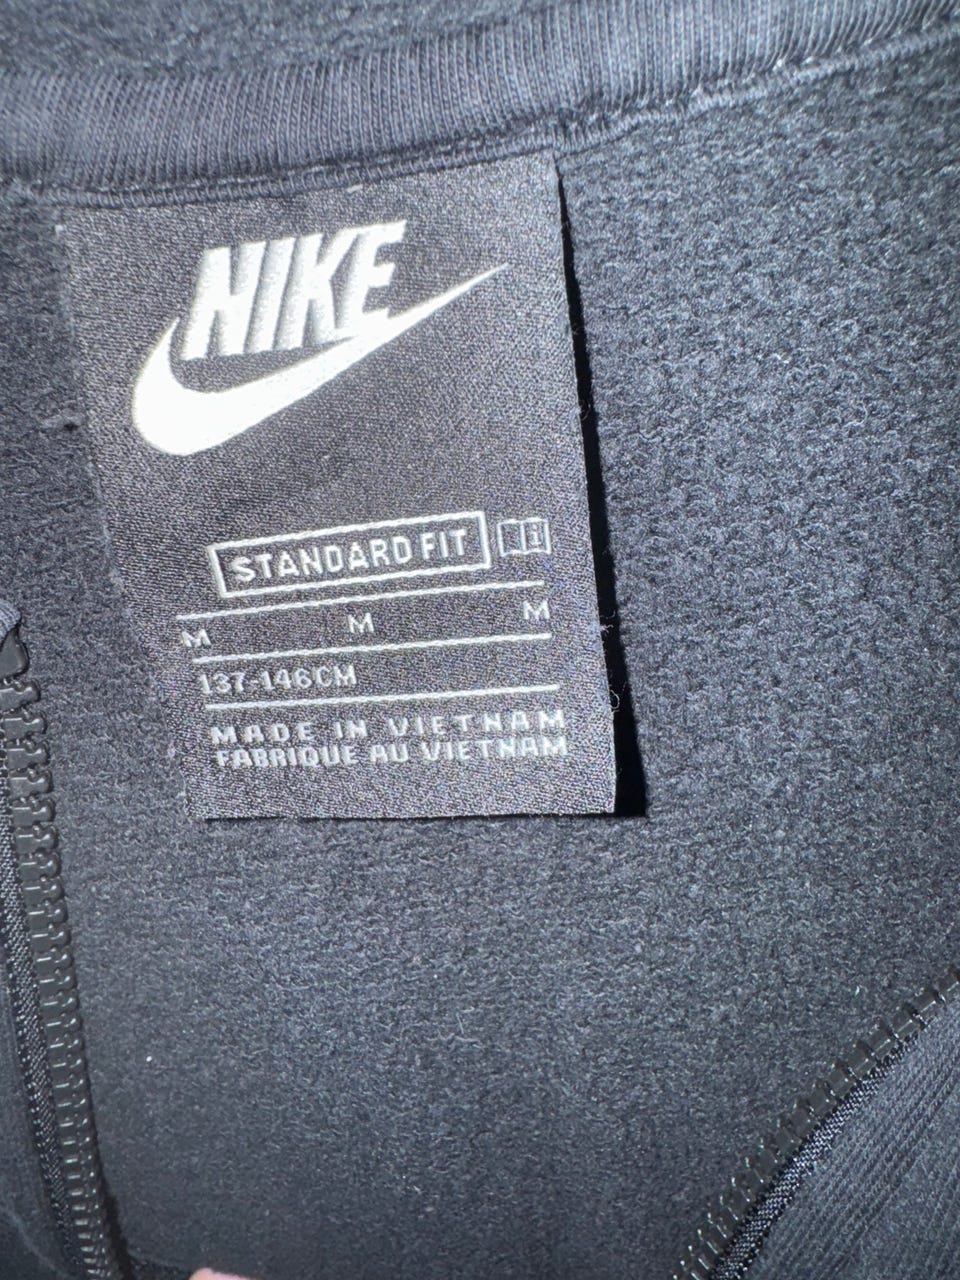 NIKE
STANDARD FIT
M M M
137-146CM
MADE IN VIETNAM
FABRIQUE AU VIETNAM